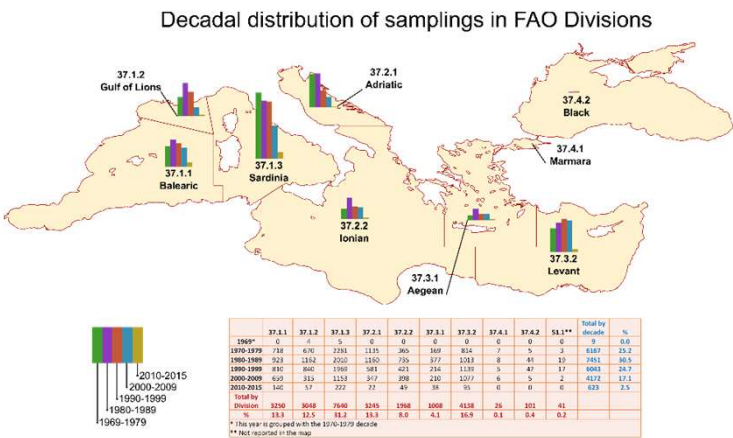 Decadal distribution of samplings in FAO Divisions
37.1.2
Gulf of Lions
37.2.1
Adriatic
37.4.2
Black
37.4.1
Marmara
37.1.1
Balearic
37.1.3
Sardinia
37.2.2
Ionian
37.3.1
Aegean
37.3.2
Levant
2010-2015
2000-2009
1990-1999
1980-1989
1969-1979
37.1.1 37.1.2 37.1.3 37.2.1 37.2.2 37.3.1 37.3.2 37.4.1 37.4.2 51.1** Total by decade %
1969* 0 4 5 0 0 0 0 0 0 0 9 0.0
1970-1979 718 670 2281 1135 365 169 814 7 5 3 6167 25.2
1980-1989 923 1162 2010 1160 735 377 1013 8 44 19 7451 30.5
1990-1999 810 840 1969 581 421 214 1139 5 47 17 6043 24.7
2000-2009 659 315 1153 347 398 210 1077 6 5 2 4172 17.1
2010-2015 140 57 222 22 49 38 95 0 0 0 623 2.5
Total by Division 3250 3048 7640 3245 1968 1008 4138 26 101 41
% 13.3 12.5 31.2 13.3 8.0 4.1 16.9 0.1 0.4 0.2
* This year is grouped with the 1970-1979 decade
** Not reported in the map